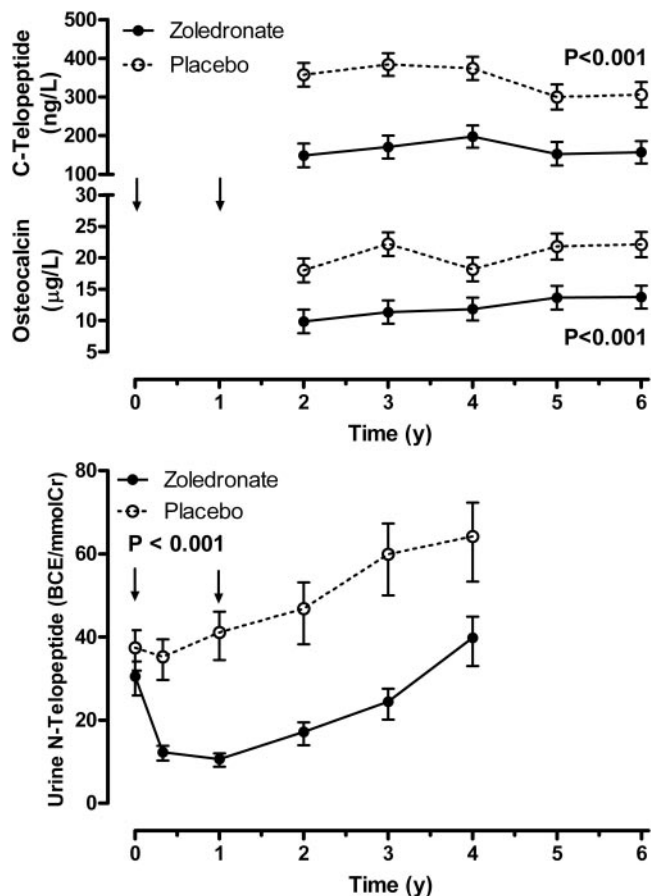 500
Zoledronate
Placebo
P<0.001
400
300
200
100
C-Telopeptide
(ng/L)
30
25
20
15
10
5
Osteocalcin
(µg/L)
P<0.001
0 1 2 3 4 5 6
Time (y)
80
Zoledronate
Placebo
P < 0.001
60
40
20
0
Urine N-Telopeptide (BCE/mmolCr)
0 1 2 3 4 5 6
Time (y)